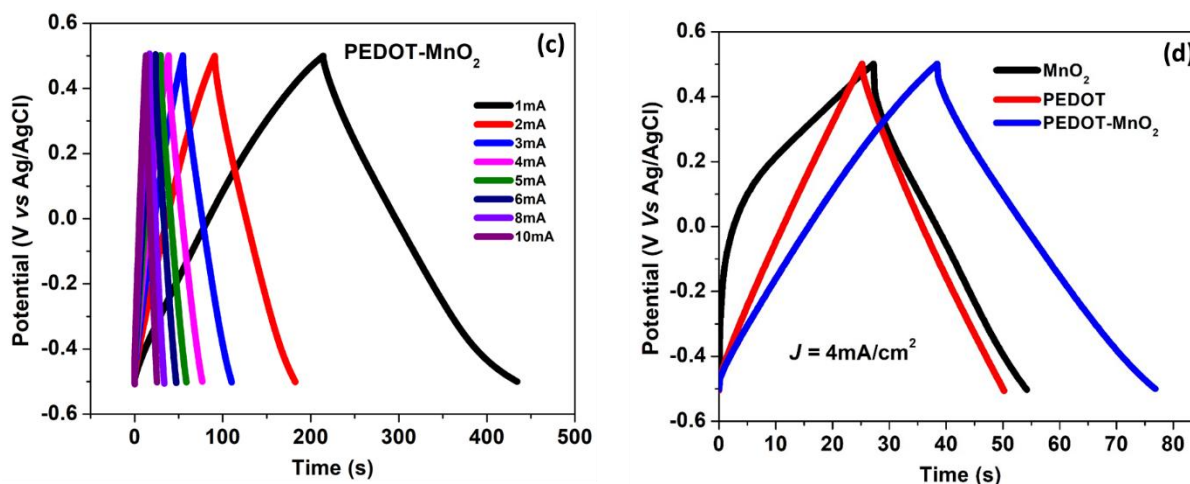 (c)
PEDOT-MnO₂
1mA
2mA
3mA
4mA
5mA
6mA
8mA
10mA
Potential (V vs Ag/AgCl)
0.6
0.4
0.2
0.0
-0.2
-0.4
-0.6
0 100 200 300 400 500
Time (s)
(d)
MnO₂
PEDOT
PEDOT-MnO₂
J = 4mA/cm²
Potential (V Vs Ag/AgCl)
0.6
0.4
0.2
0.0
-0.2
-0.4
-0.6
0 10 20 30 40 50 60 70 80
Time (s)